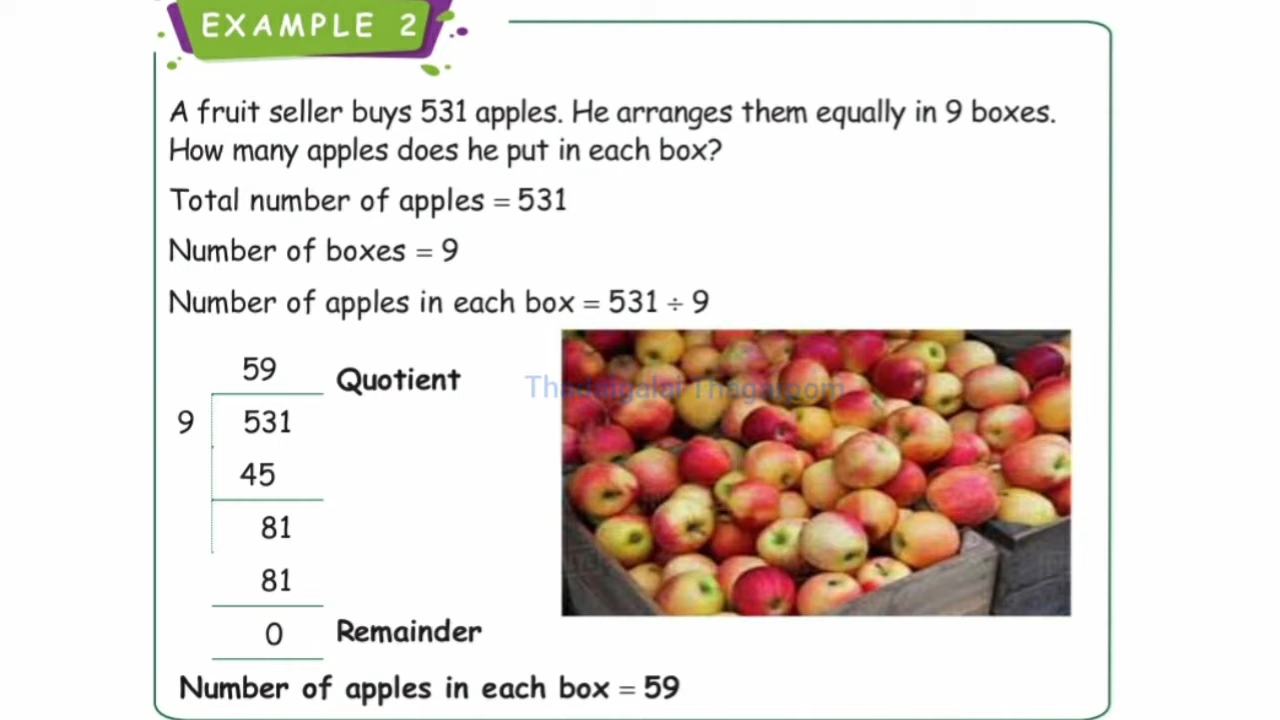 EXAMPLE 2
A fruit seller buys 531 apples. He arranges them equally in 9 boxes.
How many apples does he put in each box?
Total number of apples = 531
Number of boxes = 9
Number of apples in each box = 531 ÷ 9
59 Quotient
Thadaigalai Thagarpom
9 531
45
81
81
0 Remainder
Number of apples in each box = 59